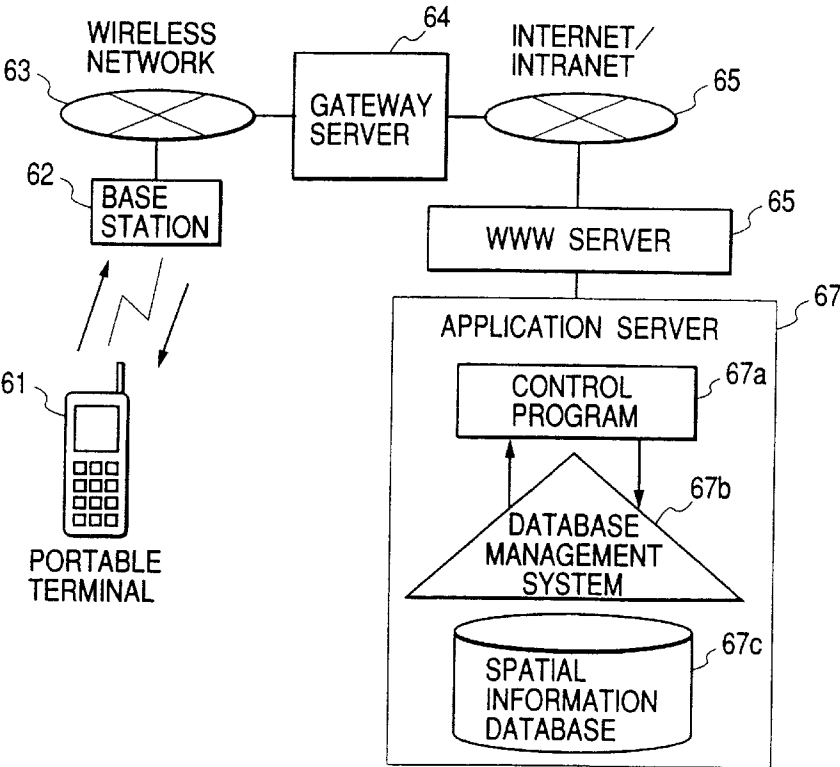 WIRELESS
NETWORK
63
64
GATEWAY
SERVER
INTERNET/
INTRANET
65
62
BASE
STATION
65
WWW SERVER
67
APPLICATION SERVER
CONTROL
PROGRAM
67a
61
PORTABLE
TERMINAL
67b
DATABASE
MANAGEMENT
SYSTEM
67c
SPATIAL
INFORMATION
DATABASE